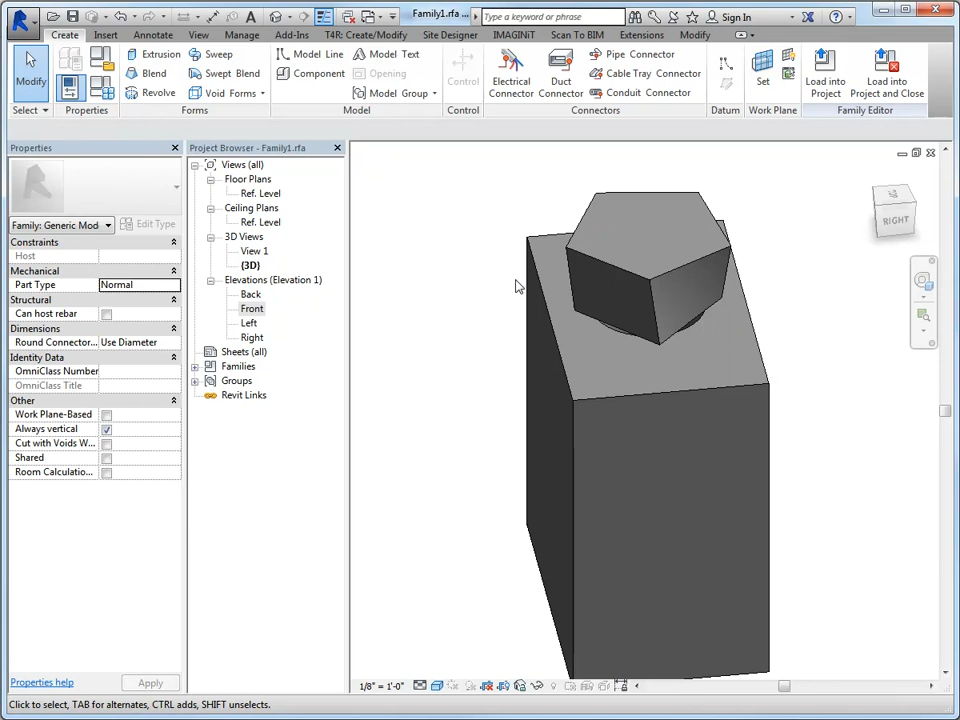 Family1.rfa ...
Type a keyword or phrase
Sign In
Create Insert Annotate View Manage Add-Ins T4R: Create/Modify Site Designer IMAGINiT Scan To BIM Extensions Modify
Modify
Extrusion Sweep
Blend Swept Blend
Revolve Void Forms
Model Line Model Text
Component Opening
Model Group
Control
Electrical Connector
Duct Connector
Pipe Connector
Cable Tray Connector
Conduit Connector
Set
Load into Project
Load into Project and Close
Select Properties Forms Model Control Connectors Datum Work Plane Family Editor
Properties
Family: Generic Mod
Edit Type
Constraints
Host
Mechanical
Part Type Normal
Structural
Can host rebar
Dimensions
Round Connector... Use Diameter
Identity Data
OmniClass Number
OmniClass Title
Other
Work Plane-Based
Always vertical
Cut with Voids W...
Shared
Room Calculatio...
Properties help
Apply
Project Browser - Family1.rfa
Views (all)
Floor Plans
Ref. Level
Ceiling Plans
Ref. Level
3D Views
View 1
{3D}
Elevations (Elevation 1)
Back
Front
Left
Right
Sheets (all)
Families
Groups
Revit Links
RIGHT
1/8" = 1'-0"
Click to select, TAB for alternates, CTRL adds, SHIFT unselects.